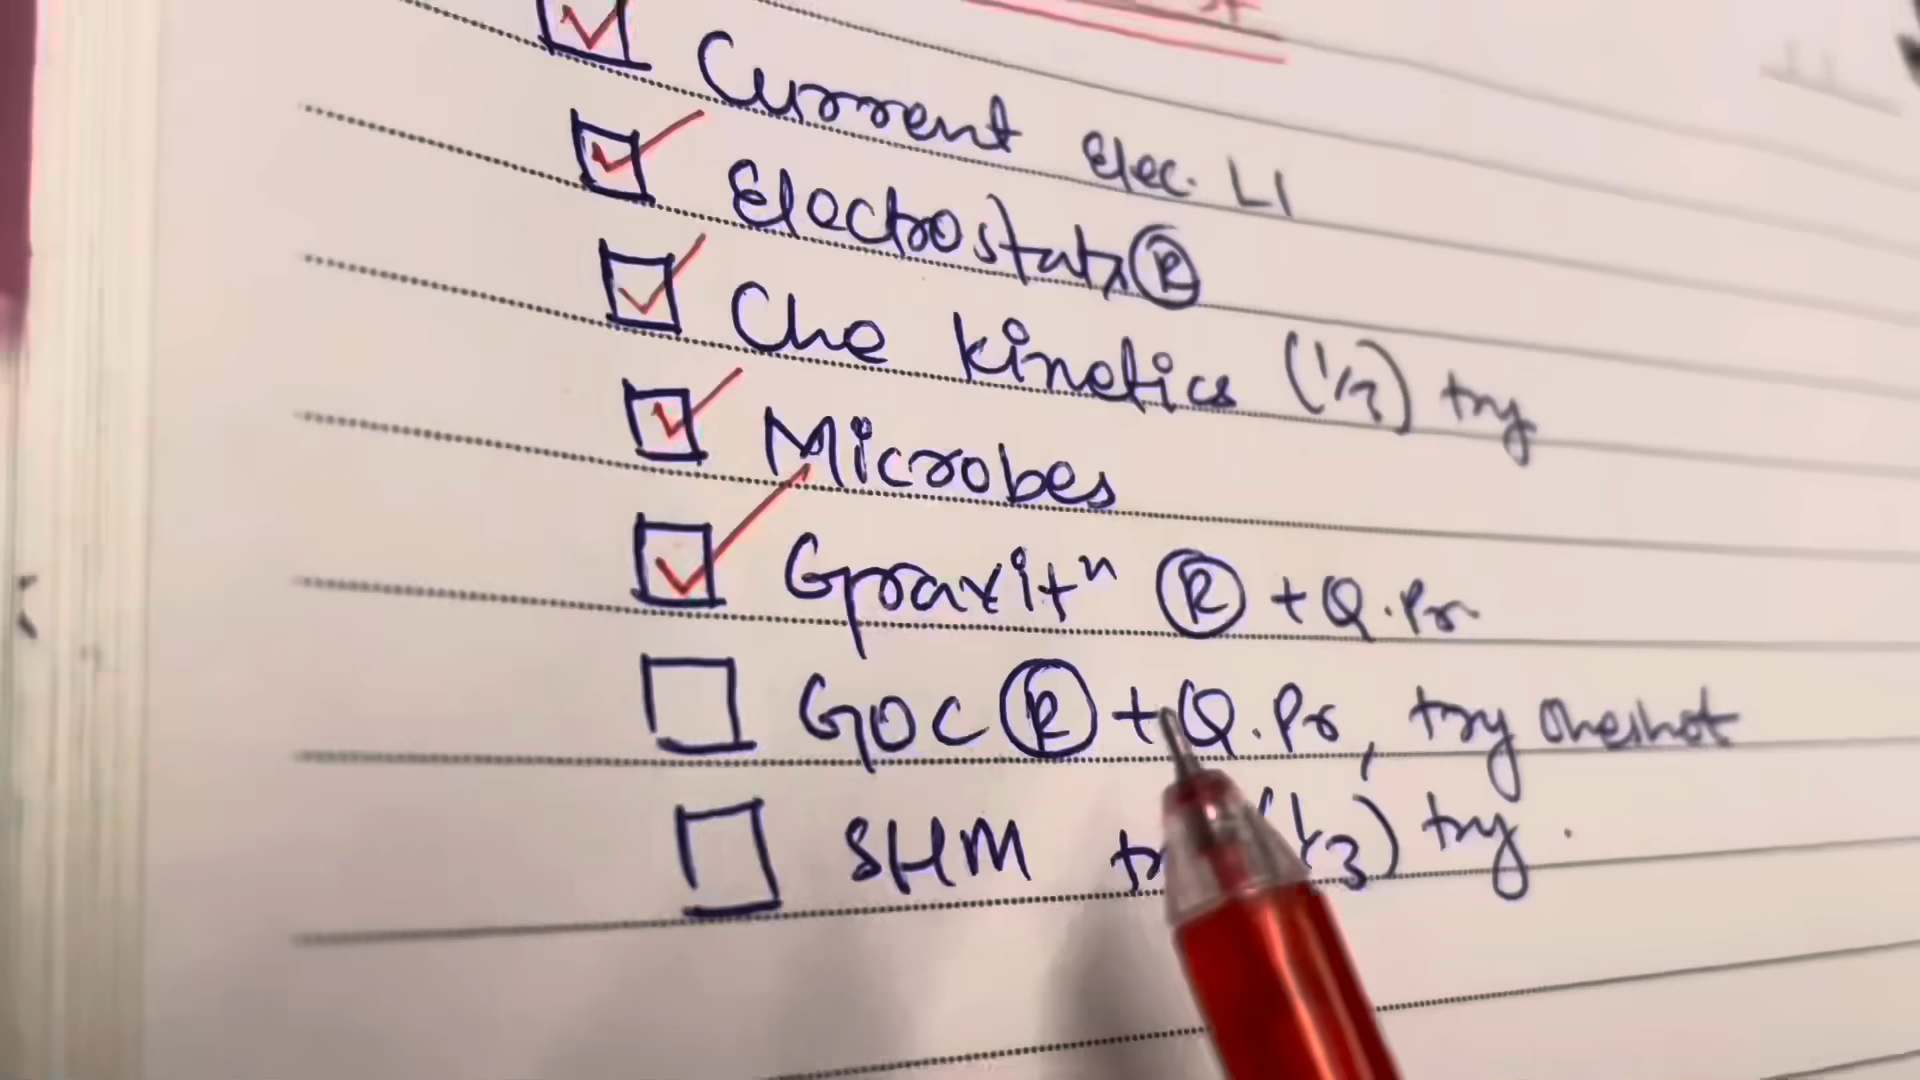 Current Elec. L1
Electrostats Ⓡ
Che kinetics (1/3) try
Microbes
Gravitⁿ Ⓡ + Q.Pr
GOC Ⓡ + Q.Pr, try Oneshot
SHM (1/3) try.